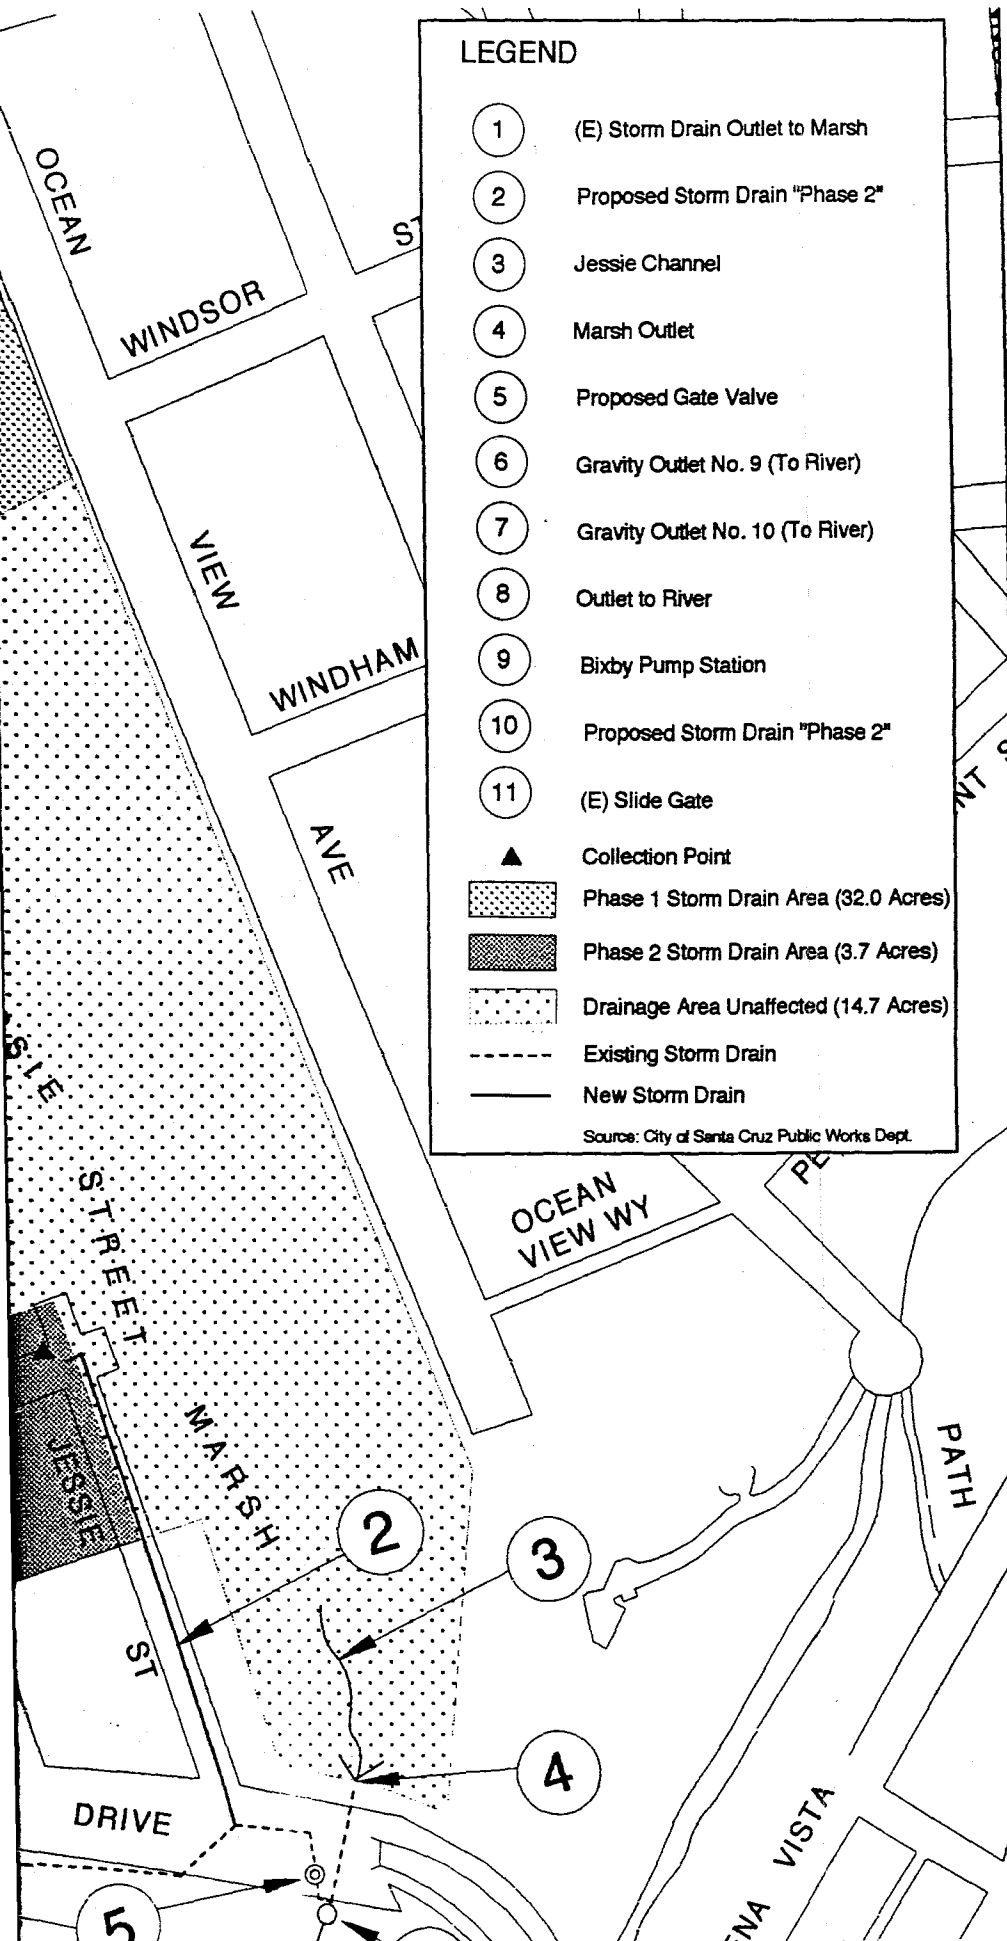 LEGEND
1 (E) Storm Drain Outlet to Marsh
2 Proposed Storm Drain "Phase 2"
3 Jessie Channel
4 Marsh Outlet
5 Proposed Gate Valve
6 Gravity Outlet No. 9 (To River)
7 Gravity Outlet No. 10 (To River)
8 Outlet to River
9 Bixby Pump Station
10 Proposed Storm Drain "Phase 2"
11 (E) Slide Gate
Collection Point
Phase 1 Storm Drain Area (32.0 Acres)
Phase 2 Storm Drain Area (3.7 Acres)
Drainage Area Unaffected (14.7 Acres)
Existing Storm Drain
New Storm Drain
Source: City of Santa Cruz Public Works Dept.
OCEAN
VIEW
AVE
WINDSOR
ST
WINDHAM
NT S
SIE
STREET
MARSH
OCEAN
VIEW WY
PE
PATH
JESSIE
ST
2
3
4
DRIVE
5
ENA VISTA